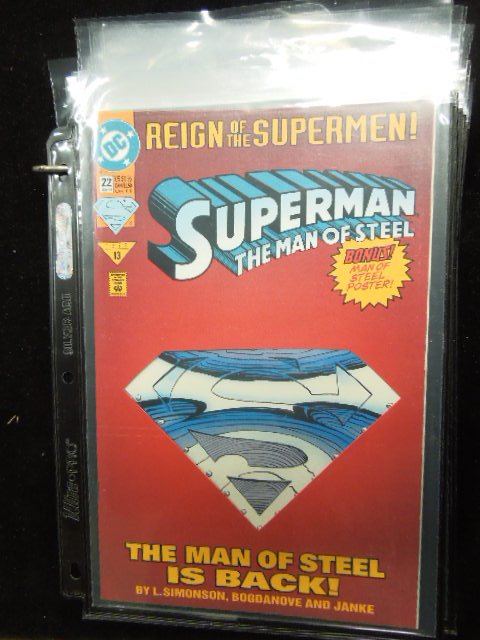 REIGN OF THE SUPERMEN!
DC
22
SUPERMAN
THE MAN OF STEEL
13
BONUS!
MAN OF
STEEL
POSTER!
THE MAN OF STEEL
IS BACK!
BY L. SIMONSON, BOGDANOVE AND JANKE